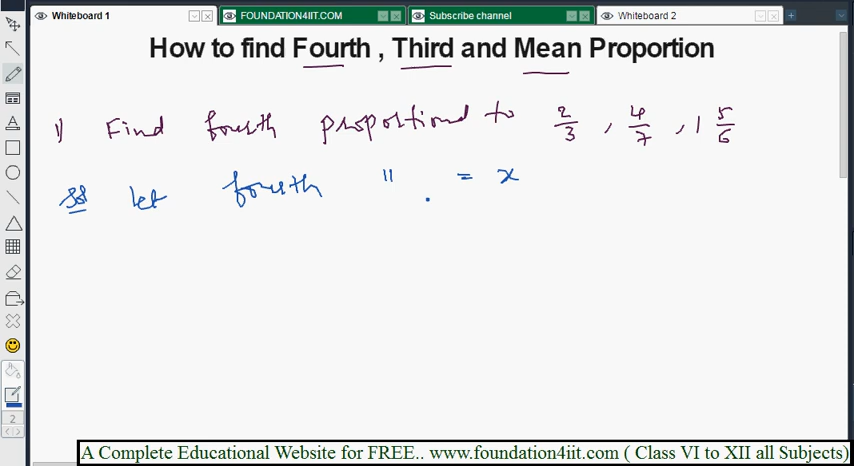 Whiteboard 1 FOUNDATION4IIT.COM Subscribe channel Whiteboard 2
How to find Fourth , Third and Mean Proportion
1) Find fourth proportional to 2/3 , 4/7 , 1 5/6
Sol let fourth " . = x
2
A Complete Educational Website for FREE.. www.foundation4iit.com ( Class VI to XII all Subjects)